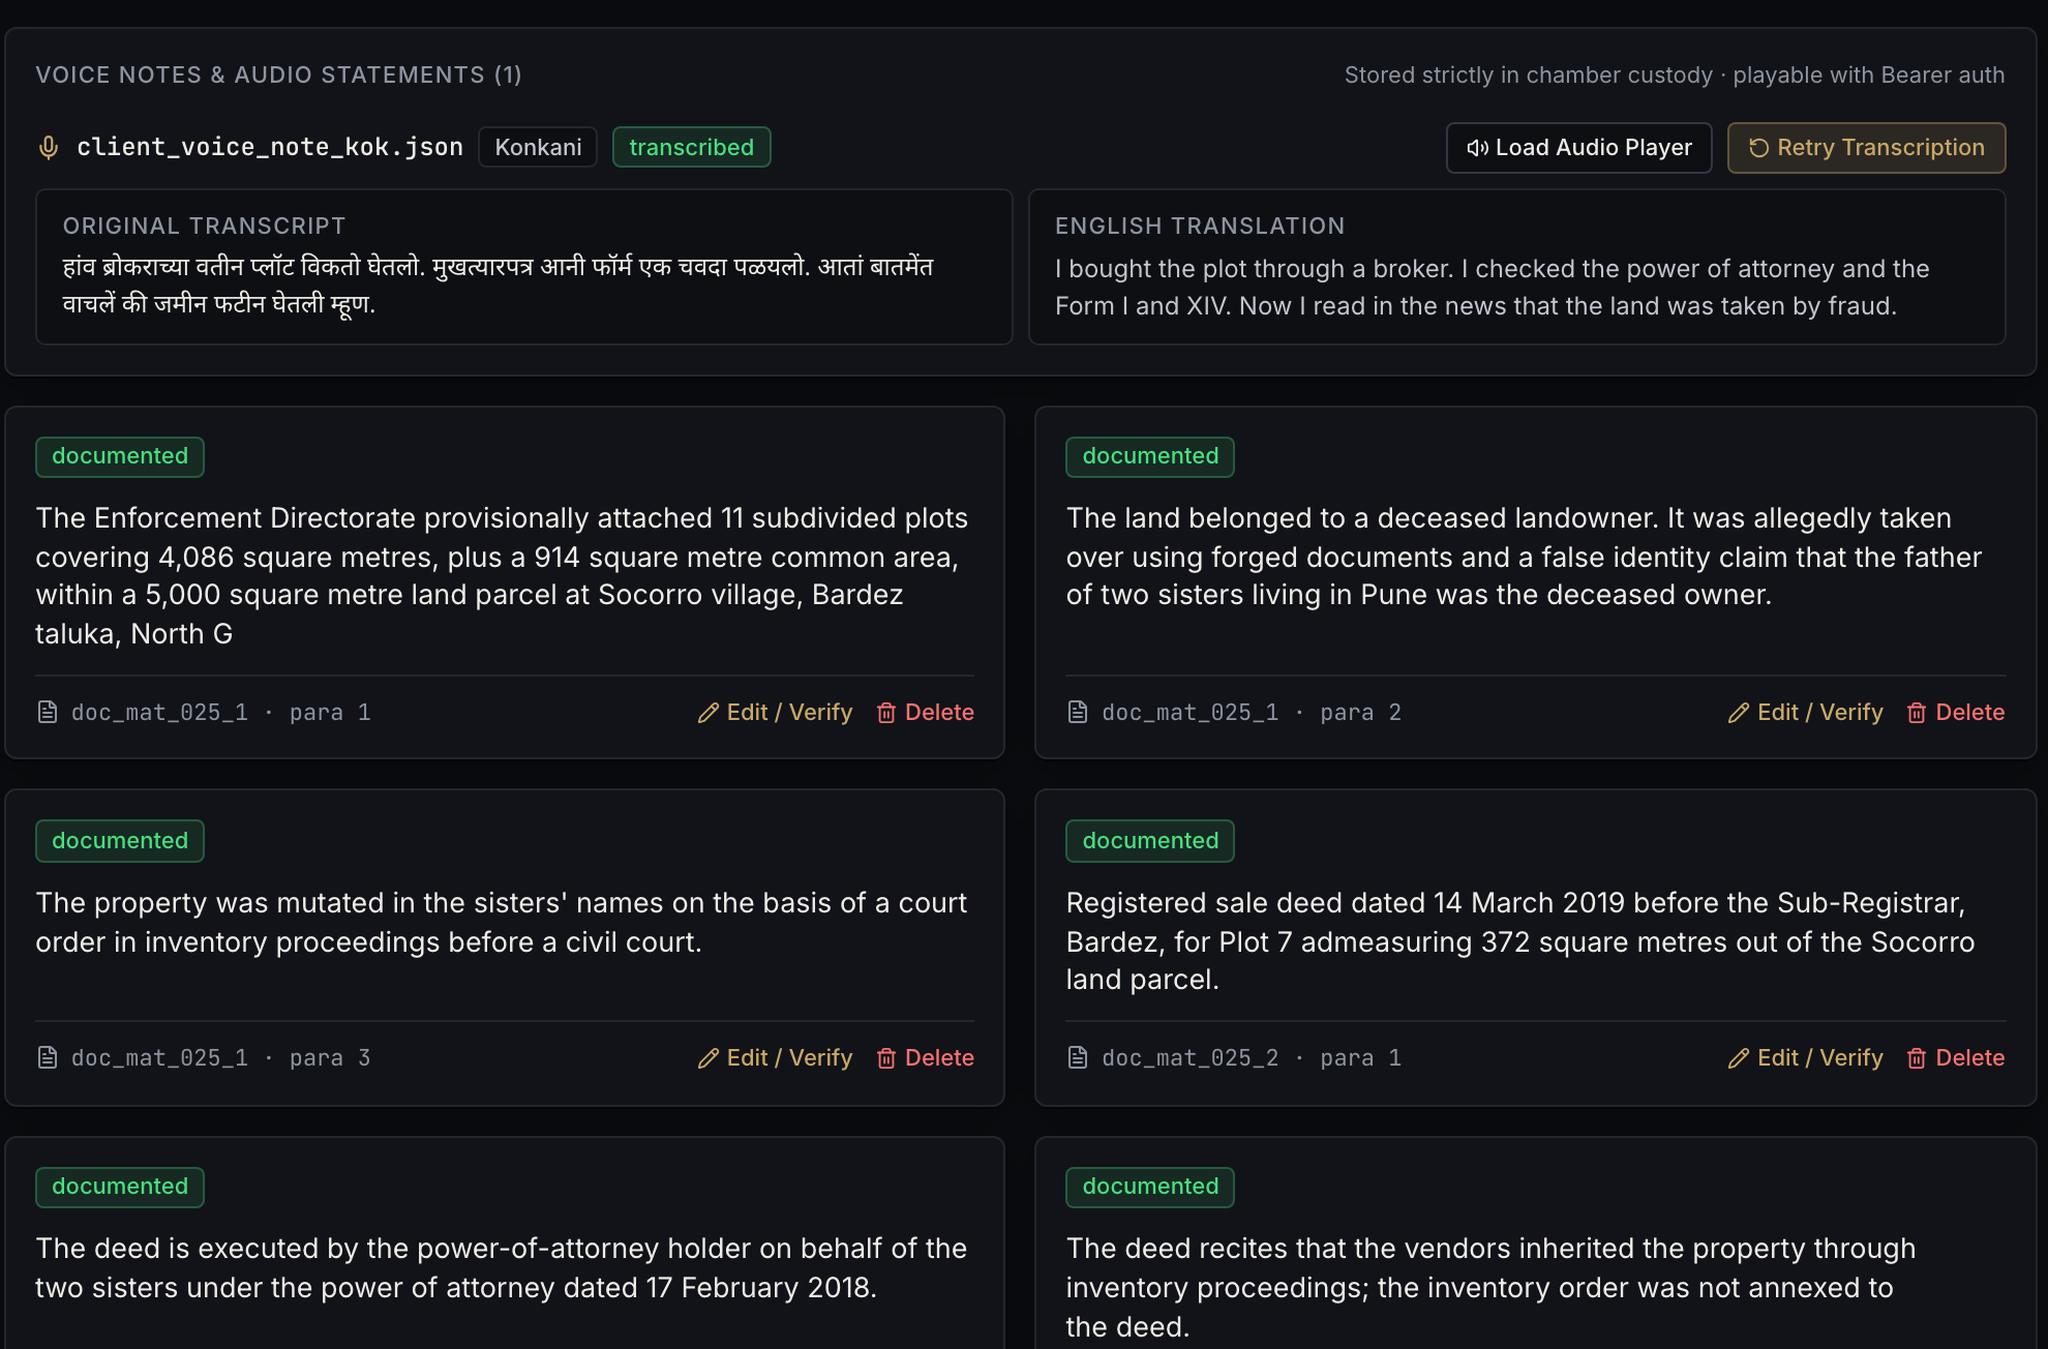 VOICE NOTES & AUDIO STATEMENTS (1)
Stored strictly in chamber custody · playable with Bearer auth
client_voice_note_kok.json
Konkani
transcribed
Load Audio Player
Retry Transcription
ORIGINAL TRANSCRIPT
हांव ब्रोकराच्या वतीन प्लॉट विकतो घेतलो. मुखत्यारपत्र आनी फॉर्म एक चवदा पळयलो. आतां बातमेंत
वाचलें की जमीन फटीन घेतली म्हूण.
ENGLISH TRANSLATION
I bought the plot through a broker. I checked the power of attorney and the
Form I and XIV. Now I read in the news that the land was taken by fraud.
documented
The Enforcement Directorate provisionally attached 11 subdivided plots
covering 4,086 square metres, plus a 914 square metre common area,
within a 5,000 square metre land parcel at Socorro village, Bardez
taluka, North G
doc_mat_025_1 · para 1
Edit / Verify
Delete
documented
The land belonged to a deceased landowner. It was allegedly taken
over using forged documents and a false identity claim that the father
of two sisters living in Pune was the deceased owner.
doc_mat_025_1 · para 2
Edit / Verify
Delete
documented
The property was mutated in the sisters' names on the basis of a court
order in inventory proceedings before a civil court.
doc_mat_025_1 · para 3
Edit / Verify
Delete
documented
Registered sale deed dated 14 March 2019 before the Sub-Registrar,
Bardez, for Plot 7 admeasuring 372 square metres out of the Socorro
land parcel.
doc_mat_025_2 · para 1
Edit / Verify
Delete
documented
The deed is executed by the power-of-attorney holder on behalf of the
two sisters under the power of attorney dated 17 February 2018.
documented
The deed recites that the vendors inherited the property through
inventory proceedings; the inventory order was not annexed to
the deed.